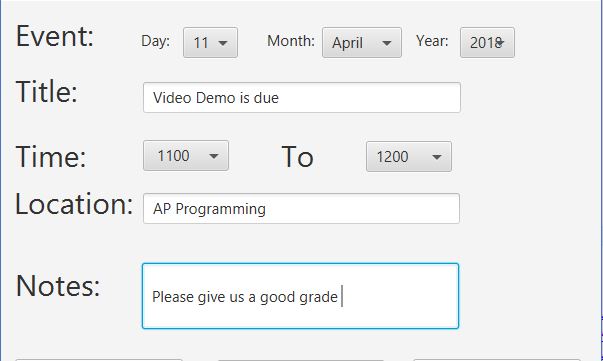 Event: Day: 11 Month: April Year: 2018
Title: Video Demo is due
Time: 1100 To 1200
Location: AP Programming
Notes: Please give us a good grade